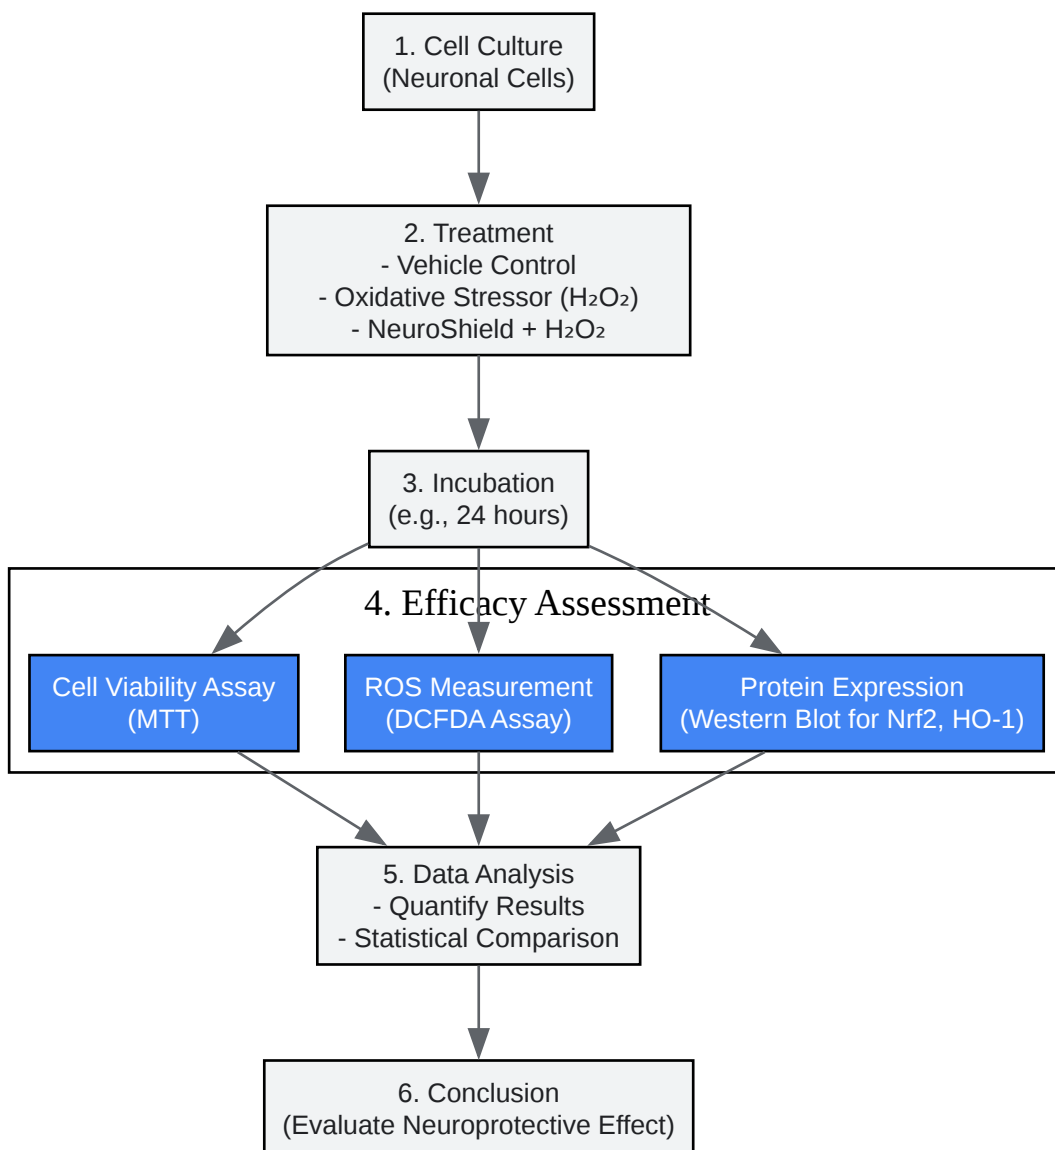 1. Cell Culture
(Neuronal Cells)
2. Treatment
- Vehicle Control
- Oxidative Stressor (H₂O₂)
- NeuroShield + H₂O₂
3. Incubation
(e.g., 24 hours)
4. Efficacy Assessment
Cell Viability Assay
(MTT)
ROS Measurement
(DCFDA Assay)
Protein Expression
(Western Blot for Nrf2, HO-1)
5. Data Analysis
- Quantify Results
- Statistical Comparison
6. Conclusion
(Evaluate Neuroprotective Effect)